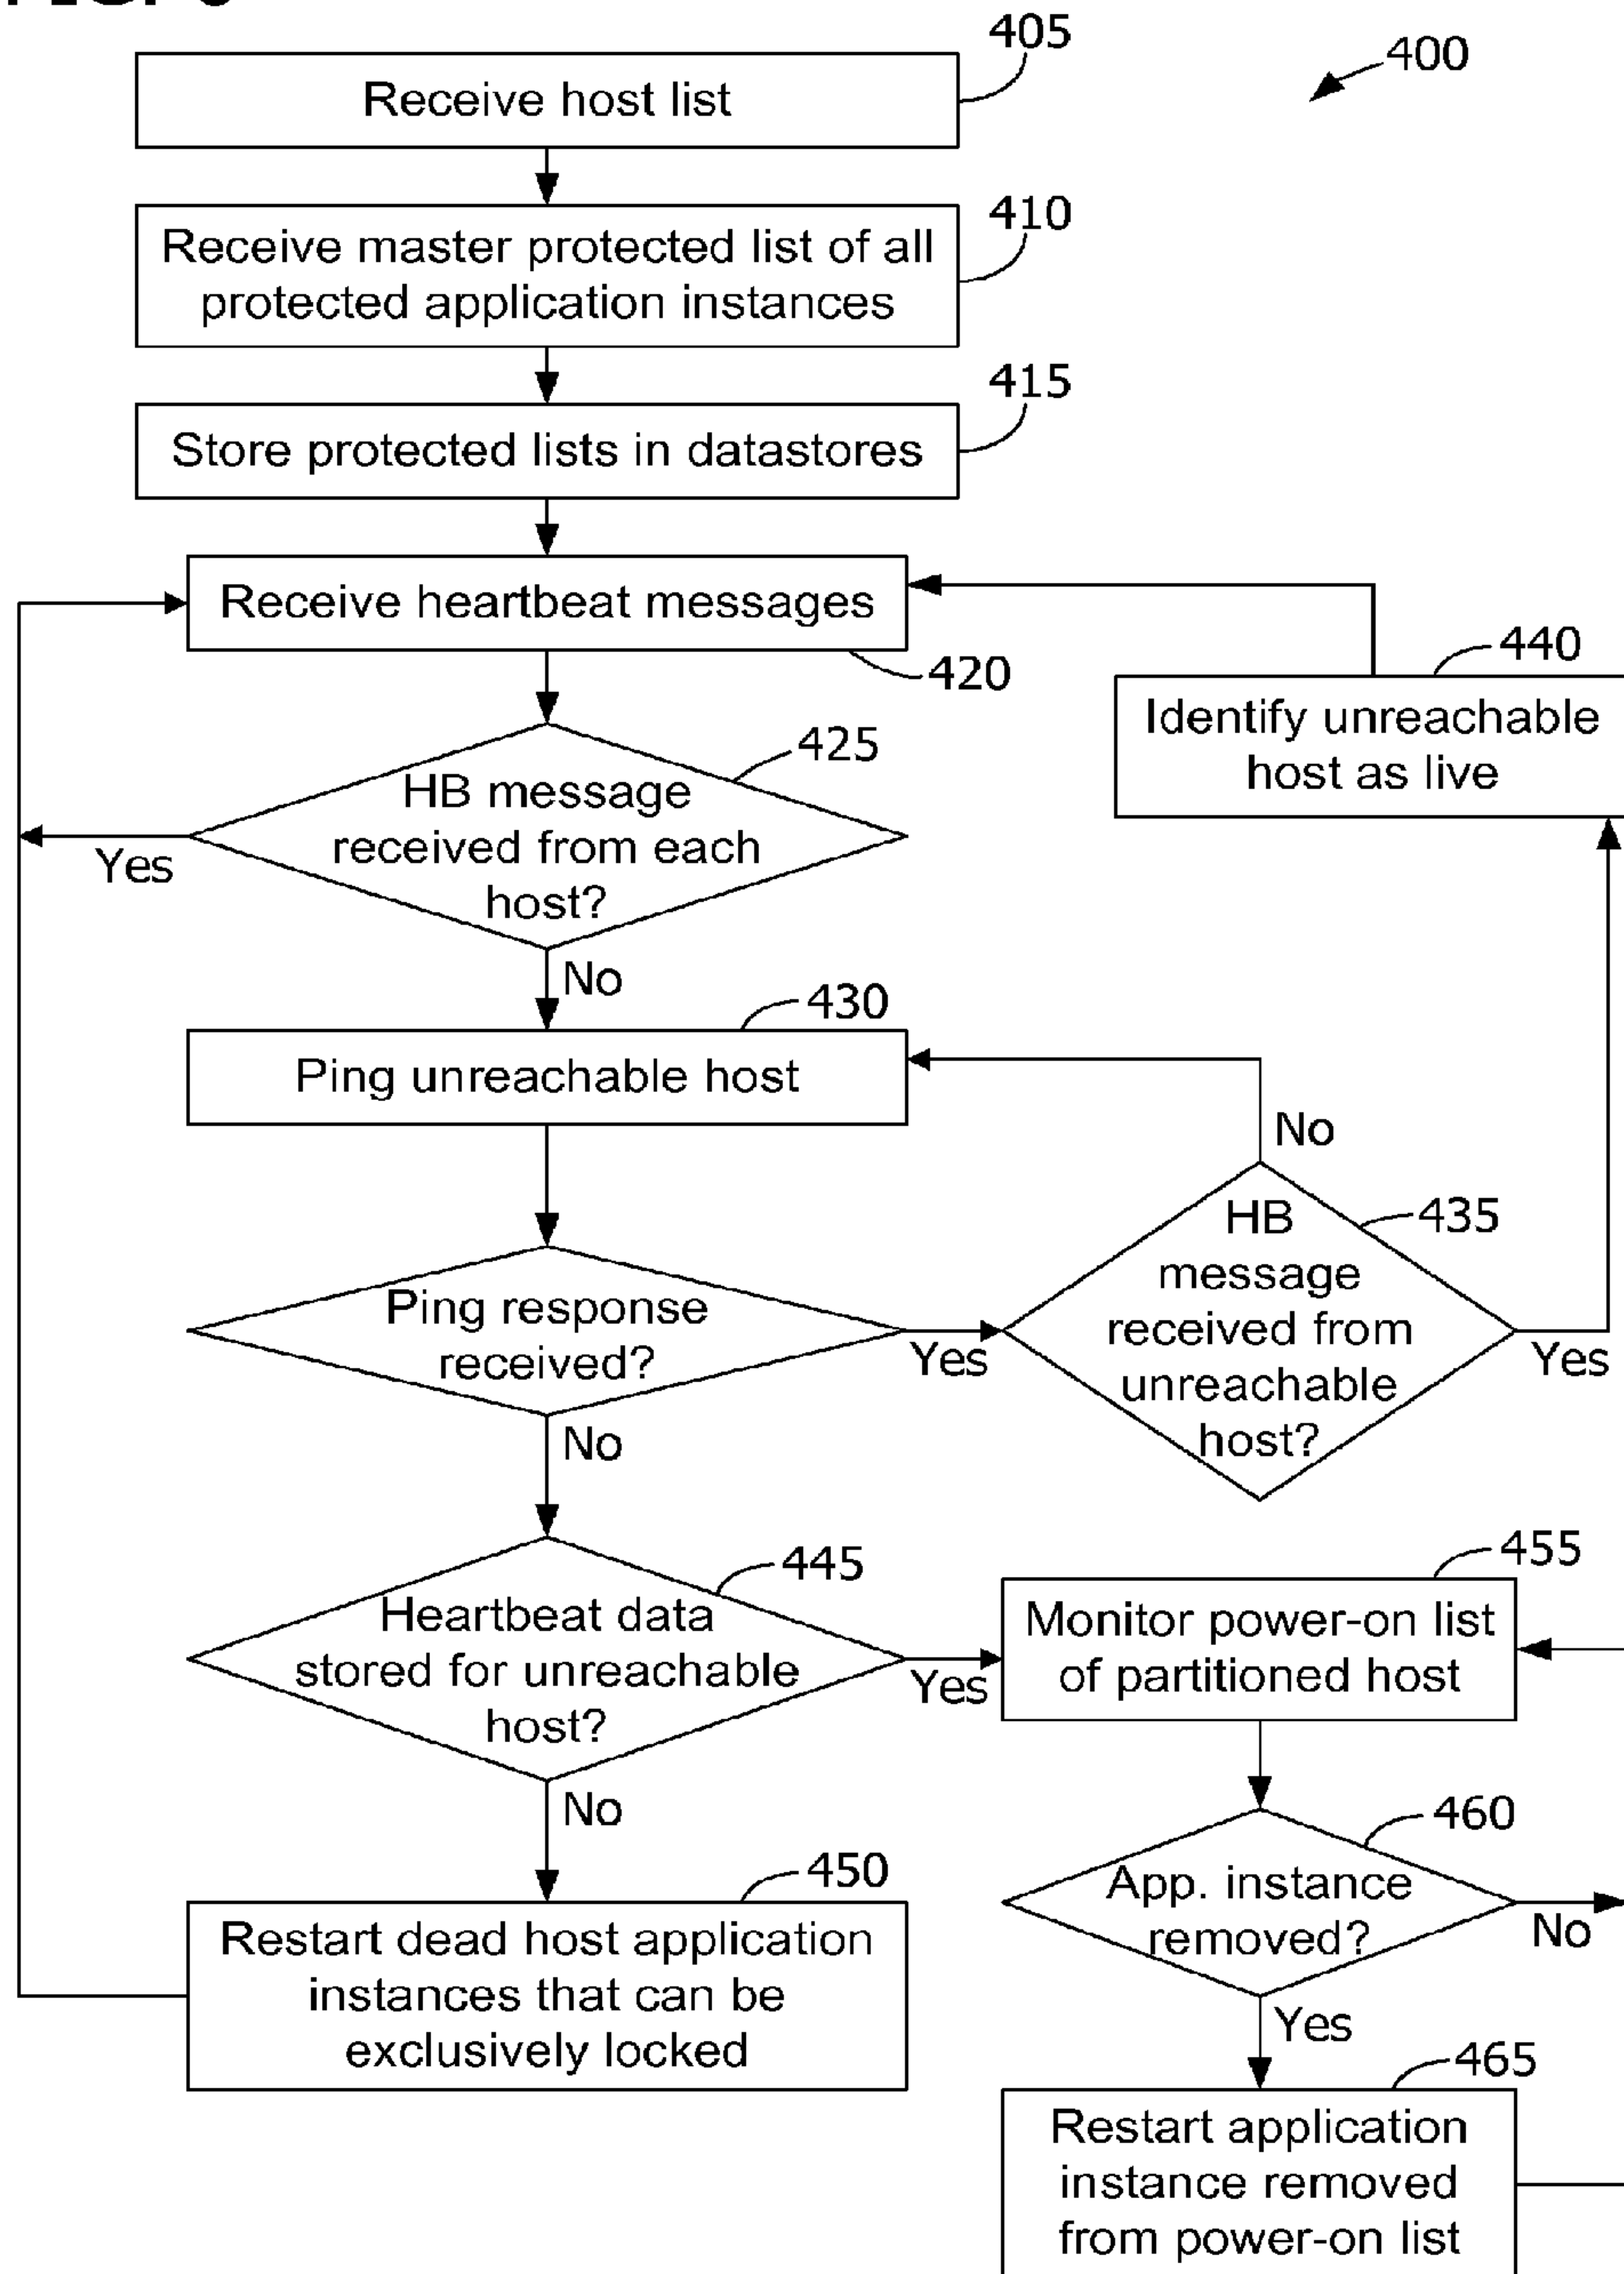 405
400
Receive host list
410
Receive master protected list of all
protected application instances
415
Store protected lists in datastores
Receive heartbeat messages
420
440
Identify unreachable
host as live
425
HB message
received from each
host?
Yes
No
430
Ping unreachable host
No
435
HB
message
received from
unreachable
host?
Ping response
received?
Yes
Yes
No
445
Heartbeat data
stored for unreachable
host?
Yes
455
Monitor power-on list
of partitioned host
No
460
App. instance
removed?
No
450
Restart dead host application
instances that can be
exclusively locked
Yes
465
Restart application
instance removed
from power-on list